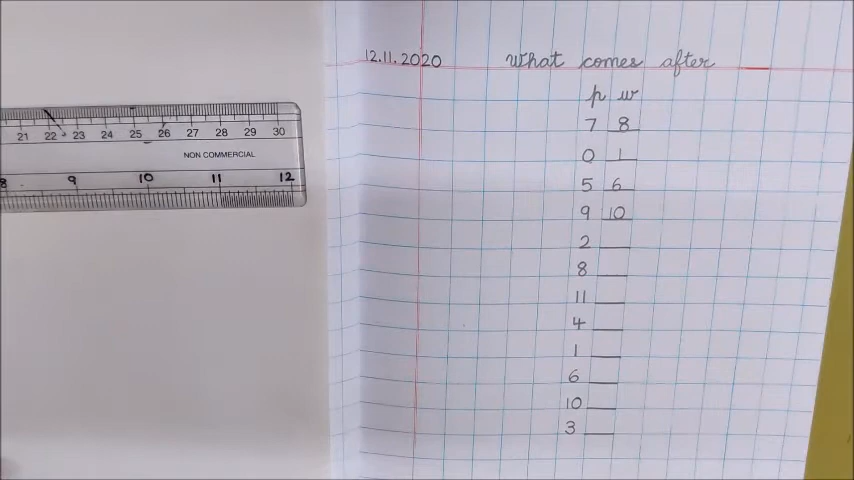 12.11.2020 What comes after
p w
7 8
0 1
5 6
9 10
2
8
11
4
1
6
10
3
21 22 23 24 25 26 27 28 29 30
NON COMMERCIAL
8 9 10 11 12